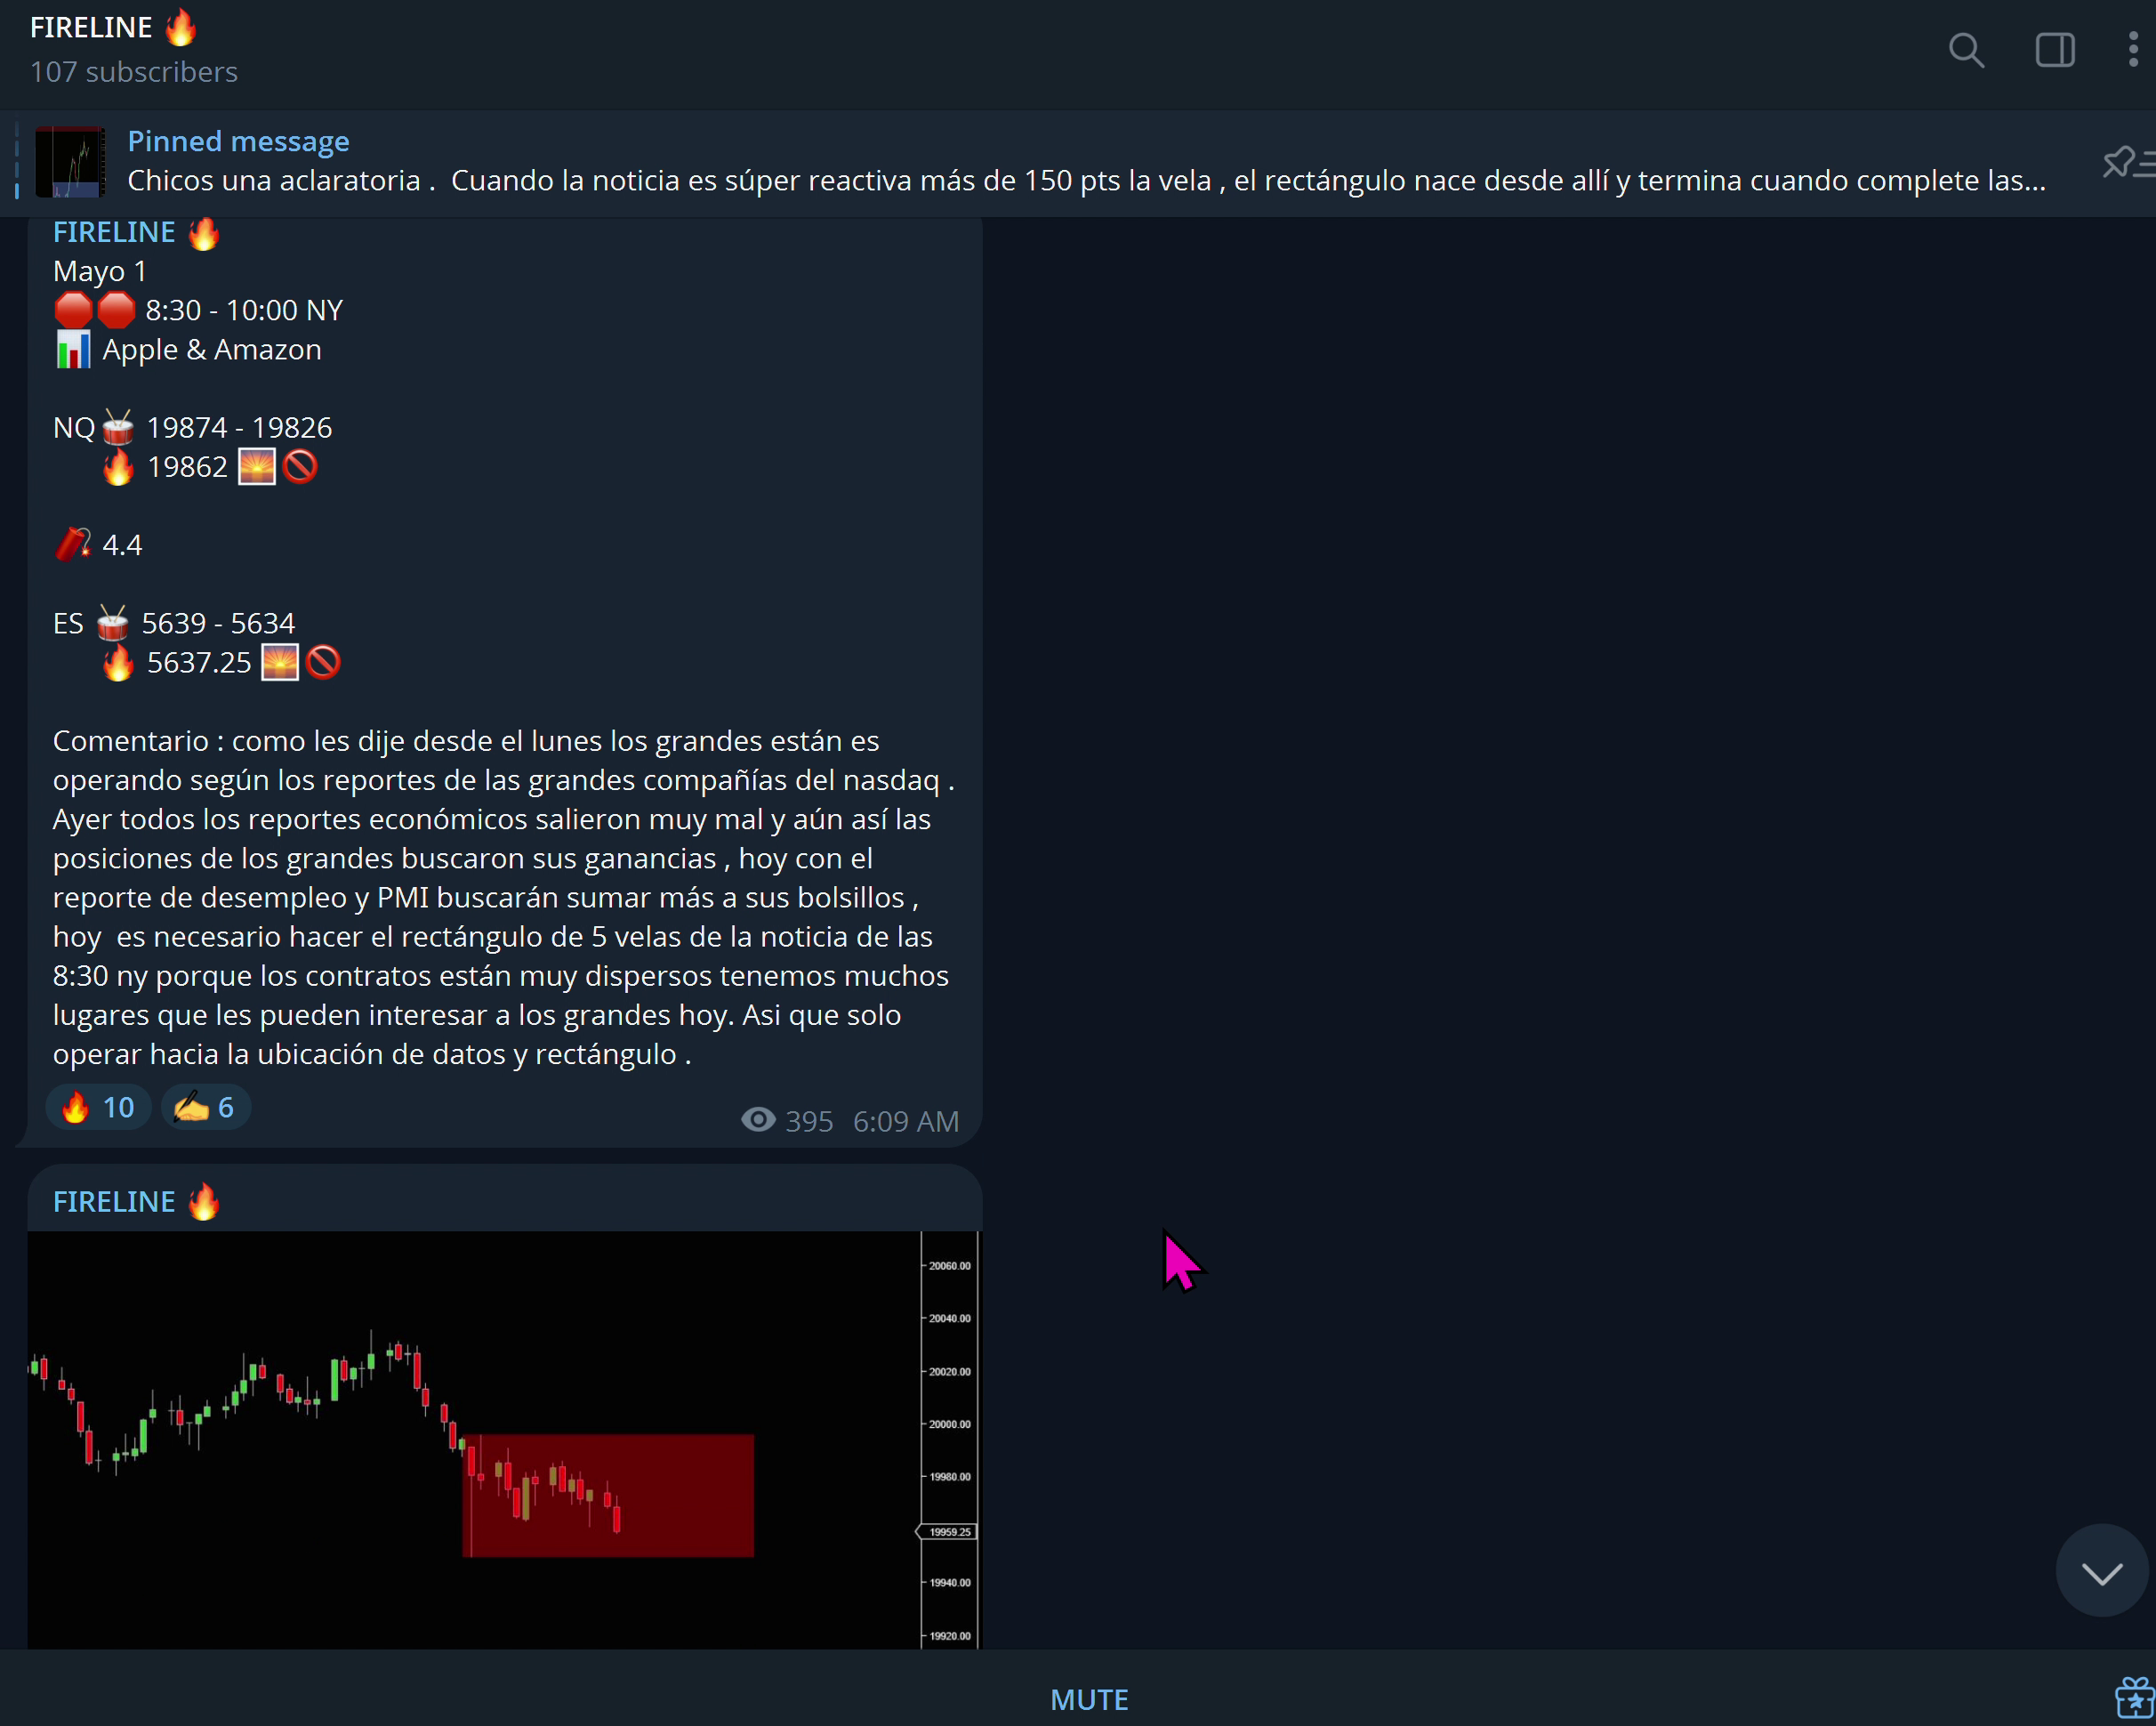 FIRELINE 🔥
107 subscribers
Pinned message
Chicos una aclaratoria .  Cuando la noticia es súper reactiva más de 150 pts la vela , el rectángulo nace desde allí y termina cuando complete las...
FIRELINE 🔥
Mayo 1
🛑🛑 8:30 - 10:00 NY
📊 Apple & Amazon
NQ🥁 19874 - 19826
🔥 19862 🌅🚫
🧨 4.4
ES 🥁 5639 - 5634
🔥 5637.25 🌅🚫
Comentario : como les dije desde el lunes los grandes están es
operando según los reportes de las grandes compañías del nasdaq .
Ayer todos los reportes económicos salieron muy mal y aún así las
posiciones de los grandes buscaron sus ganancias , hoy con el
reporte de desempleo y PMI buscarán sumar más a sus bolsillos ,
hoy  es necesario hacer el rectángulo de 5 velas de la noticia de las
8:30 ny porque los contratos están muy dispersos tenemos muchos
lugares que les pueden interesar a los grandes hoy. Asi que solo
operar hacia la ubicación de datos y rectángulo .
🔥 10 ✍️ 6
395 6:09 AM
FIRELINE 🔥
20060.00
20040.00
20020.00
20000.00
19980.00
19959.25
19940.00
19920.00
MUTE